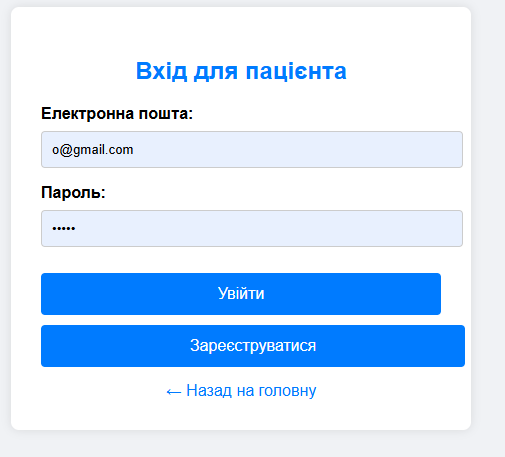 Вхід для пацієнта
Електронна пошта:
o@gmail.com
Пароль:
•••••
Увійти
Зареєструватися
← Назад на головну